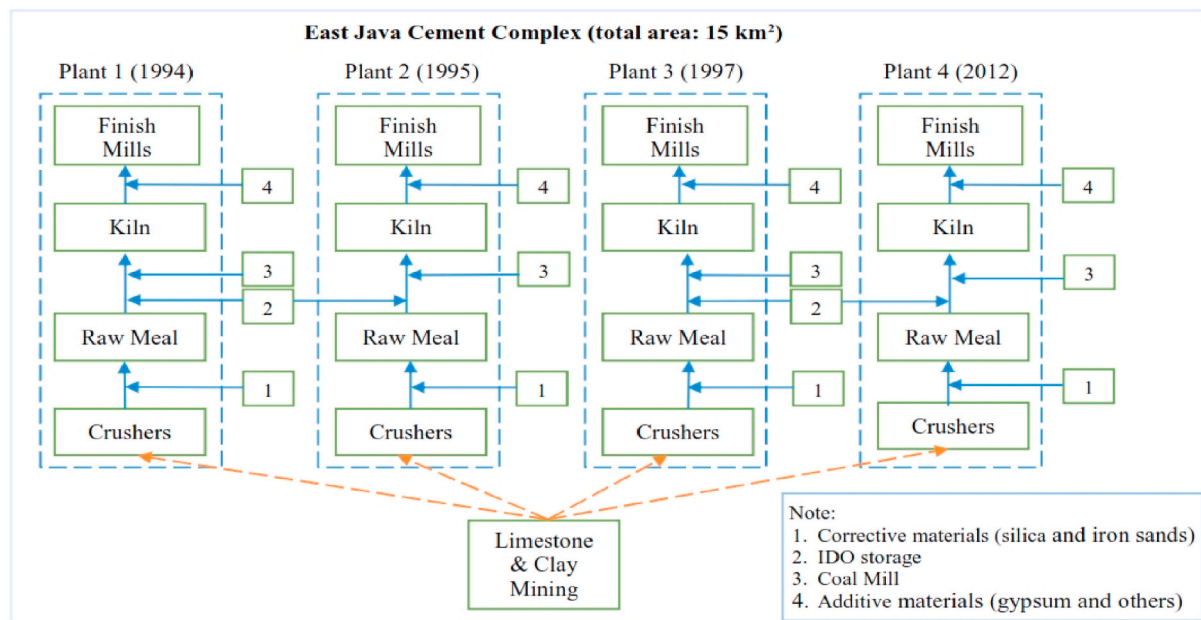 East Java Cement Complex (total area: 15 km²)
Plant 1 (1994)
Plant 2 (1995)
Plant 3 (1997)
Plant 4 (2012)
Finish
Mills
4
Kiln
3
2
Raw Meal
1
Crushers
Finish
Mills
4
Kiln
3
Raw Meal
1
Crushers
Finish
Mills
4
Kiln
3
2
Raw Meal
1
Crushers
Finish
Mills
4
Kiln
3
Raw Meal
1
Crushers
Limestone
& Clay
Mining
Note:
1. Corrective materials (silica and iron sands)
2. IDO storage
3. Coal Mill
4. Additive materials (gypsum and others)